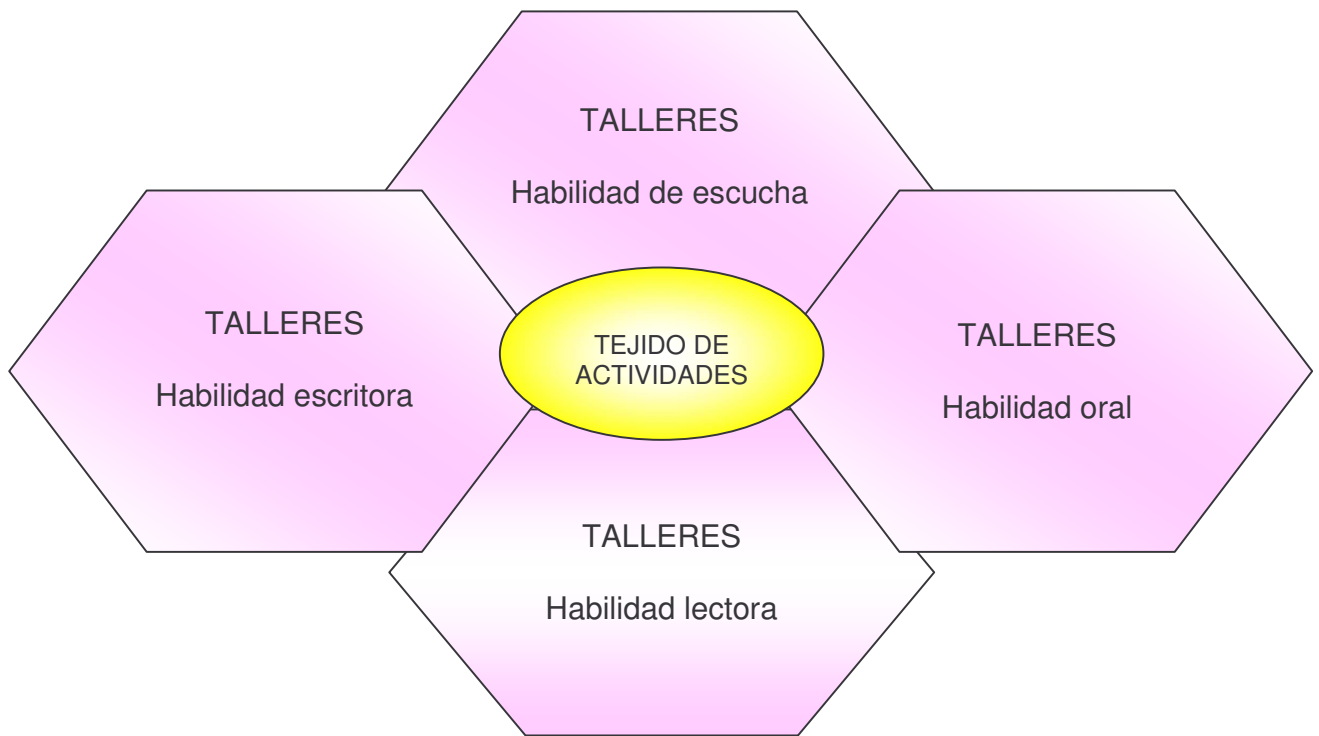 TALLERES
Habilidad de escucha
TALLERES
Habilidad escritora
TEJIDO DE
ACTIVIDADES
TALLERES
Habilidad oral
TALLERES
Habilidad lectora